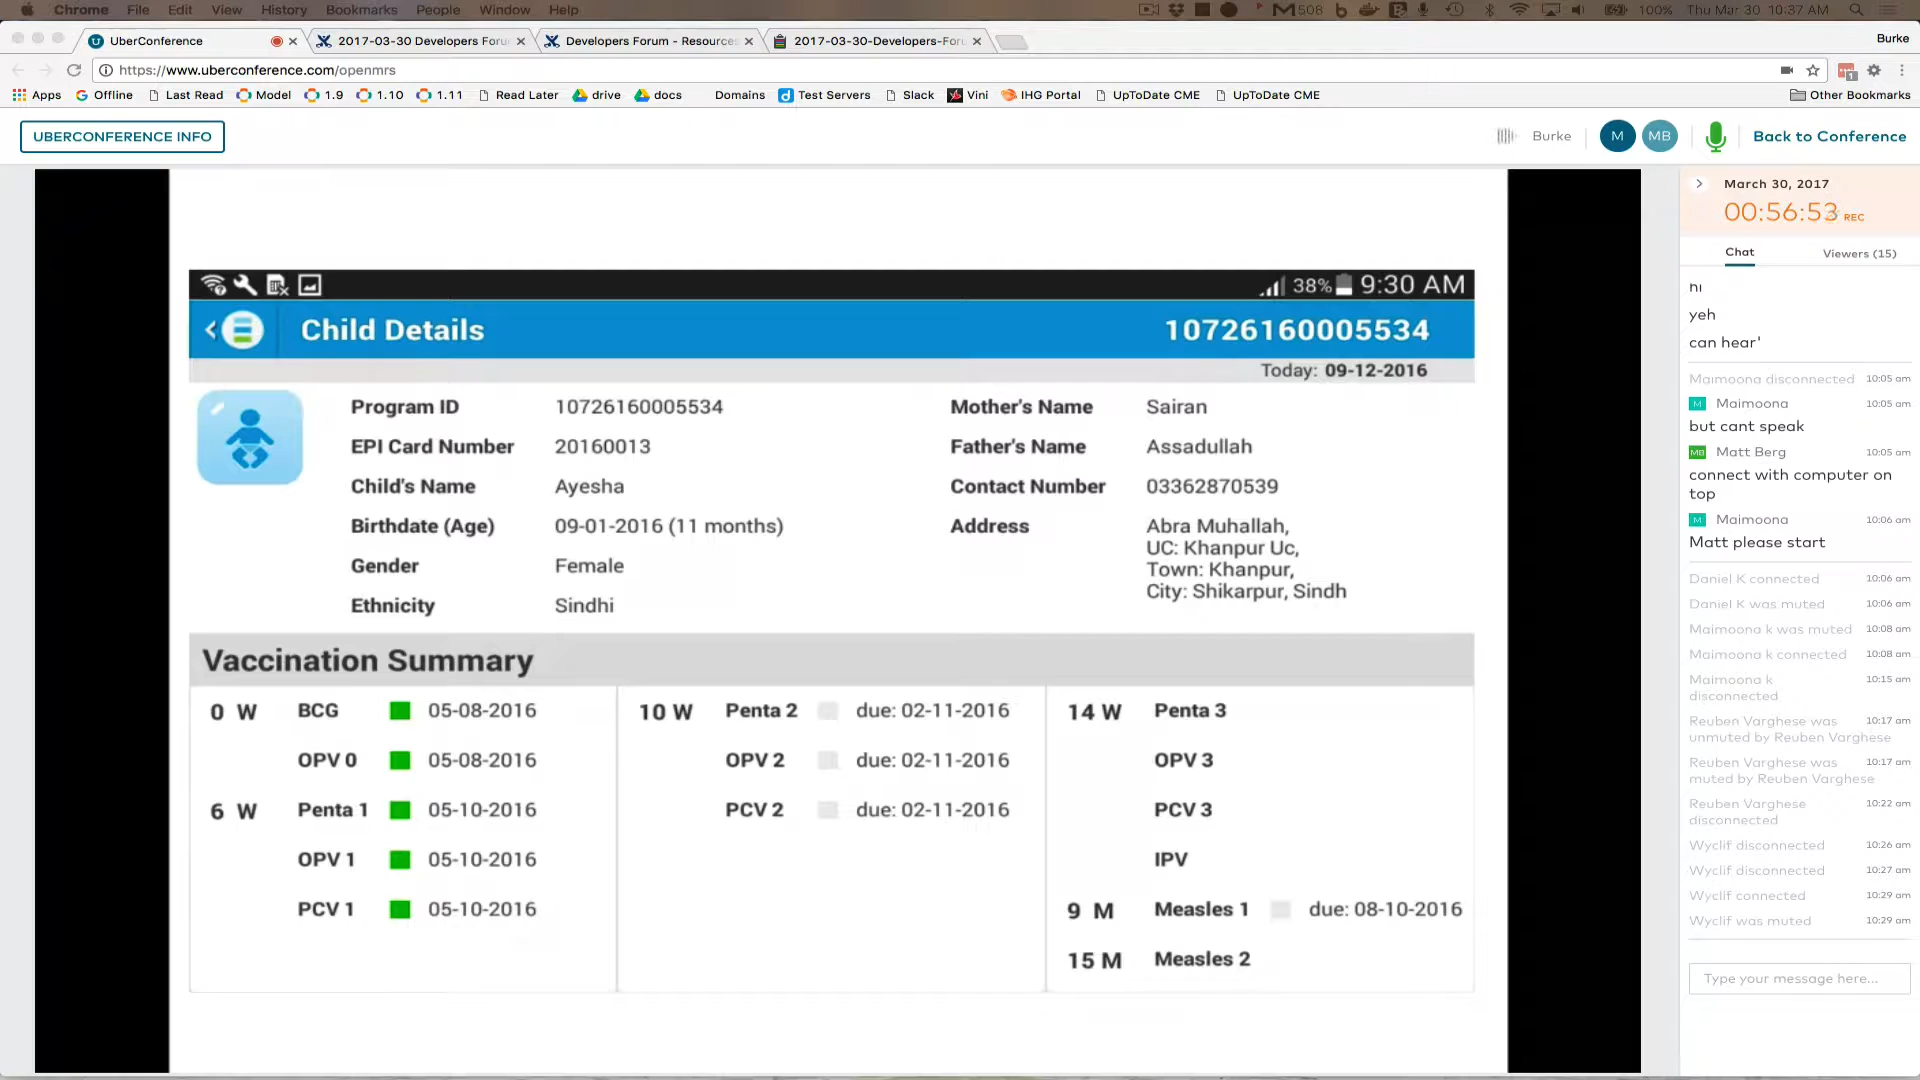 Chrome File Edit View History Bookmarks People Window Help 508 100% Thu Mar 30 10:37 AM
UberConference 2017-03-30 Developers Foru Developers Forum - Resources 2017-03-30-Developers-For Burke
https://www.uberconference.com/openmrs
Apps Offline Last Read Model 1.9 1.10 1.11 Read Later drive docs Domains Test Servers Slack Vini IHG Portal UpToDate CME UpToDate CME Other Bookmarks
UBERCONFERENCE INFO Burke M MB Back to Conference
38% 9:30 AM
Child Details 10726160005534
Today: 09-12-2016
Program ID 10726160005534 Mother's Name Sairan
EPI Card Number 20160013 Father's Name Assadullah
Child's Name Ayesha Contact Number 03362870539
Birthdate (Age) 09-01-2016 (11 months) Address Abra Muhallah,
UC: Khanpur Uc,
Gender Female Town: Khanpur,
City: Shikarpur, Sindh
Ethnicity Sindhi
Vaccination Summary
0 W BCG 05-08-2016 10 W Penta 2 due: 02-11-2016 14 W Penta 3
OPV 0 05-08-2016 OPV 2 due: 02-11-2016 OPV 3
6 W Penta 1 05-10-2016 PCV 2 due: 02-11-2016 PCV 3
OPV 1 05-10-2016 IPV
PCV 1 05-10-2016 9 M Measles 1 due: 08-10-2016
15 M Measles 2
March 30, 2017
00:56:53 REC
Chat Viewers (15)
hi
yeh
can hear'
Maimoona disconnected 10:05 am
M Maimoona 10:05 am
but cant speak
MB Matt Berg 10:05 am
connect with computer on
top
M Maimoona 10:06 am
Matt please start
Daniel K connected 10:06 am
Daniel K was muted 10:06 am
Maimoona k was muted 10:08 am
Maimoona k connected 10:08 am
Maimoona k 10:15 am
disconnected
Reuben Varghese was 10:17 am
unmuted by Reuben Varghese
Reuben Varghese was 10:17 am
muted by Reuben Varghese
Reuben Varghese 10:22 am
disconnected
Wyclif disconnected 10:26 am
Wyclif disconnected 10:27 am
Wyclif connected 10:29 am
Wyclif was muted 10:29 am
Type your message here...